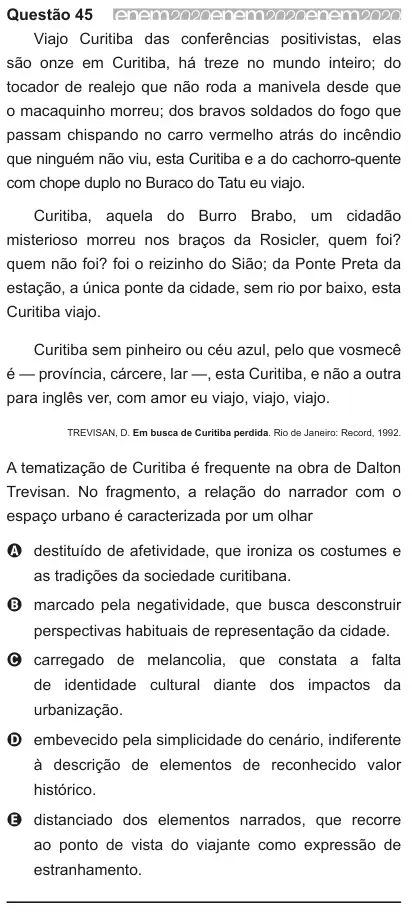 Questão 45 enem2020enem2020enem2020
Viajo Curitiba das conferências positivistas, elas
são onze em Curitiba, há treze no mundo inteiro; do
tocador de realejo que não roda a manivela desde que
o macaquinho morreu; dos bravos soldados do fogo que
passam chispando no carro vermelho atrás do incêndio
que ninguém não viu, esta Curitiba e a do cachorro-quente
com chope duplo no Buraco do Tatu eu viajo.
Curitiba, aquela do Burro Brabo, um cidadão
misterioso morreu nos braços da Rosicler, quem foi?
quem não foi? foi o reizinho do Sião; da Ponte Preta da
estação, a única ponte da cidade, sem rio por baixo, esta
Curitiba viajo.
Curitiba sem pinheiro ou céu azul, pelo que vosmecê
é — província, cárcere, lar —, esta Curitiba, e não a outra
para inglês ver, com amor eu viajo, viajo, viajo.
TREVISAN, D. Em busca de Curitiba perdida. Rio de Janeiro: Record, 1992.
A tematização de Curitiba é frequente na obra de Dalton
Trevisan. No fragmento, a relação do narrador com o
espaço urbano é caracterizada por um olhar
A destituído de afetividade, que ironiza os costumes e
as tradições da sociedade curitibana.
B marcado pela negatividade, que busca desconstruir
perspectivas habituais de representação da cidade.
C carregado de melancolia, que constata a falta
de identidade cultural diante dos impactos da
urbanização.
D embevecido pela simplicidade do cenário, indiferente
à descrição de elementos de reconhecido valor
histórico.
E distanciado dos elementos narrados, que recorre
ao ponto de vista do viajante como expressão de
estranhamento.